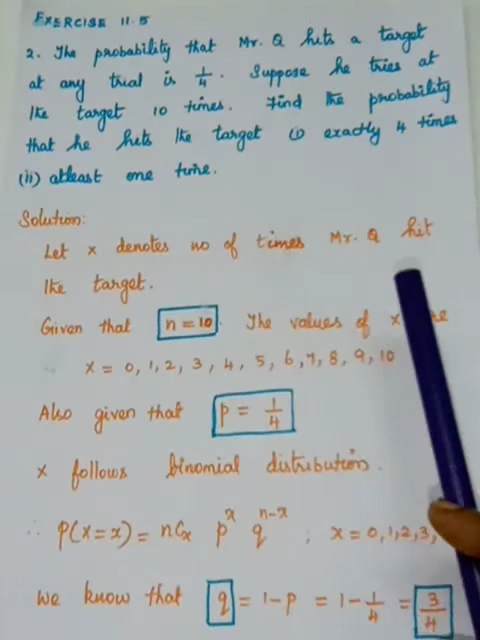 EXERCISE 11.5
2. The probability that Mr. Q hits a target
at any trial is 1/4. Suppose he tries at
the target 10 times. Find the probability
that he hits the target (i) exactly 4 times
(ii) atleast one time.
Solution:
Let x denotes no of times Mr. Q hit
the target.
Given that n = 10. The values of x
x = 0, 1, 2, 3, 4, 5, 6, 7, 8, 9, 10
Also given that p = 1/4
x follows binomial distribution.
∴ P(X=x) = nCx p^x q^(n-x) ; x = 0, 1, 2, 3,
We know that q = 1-P = 1 - 1/4 = 3/4